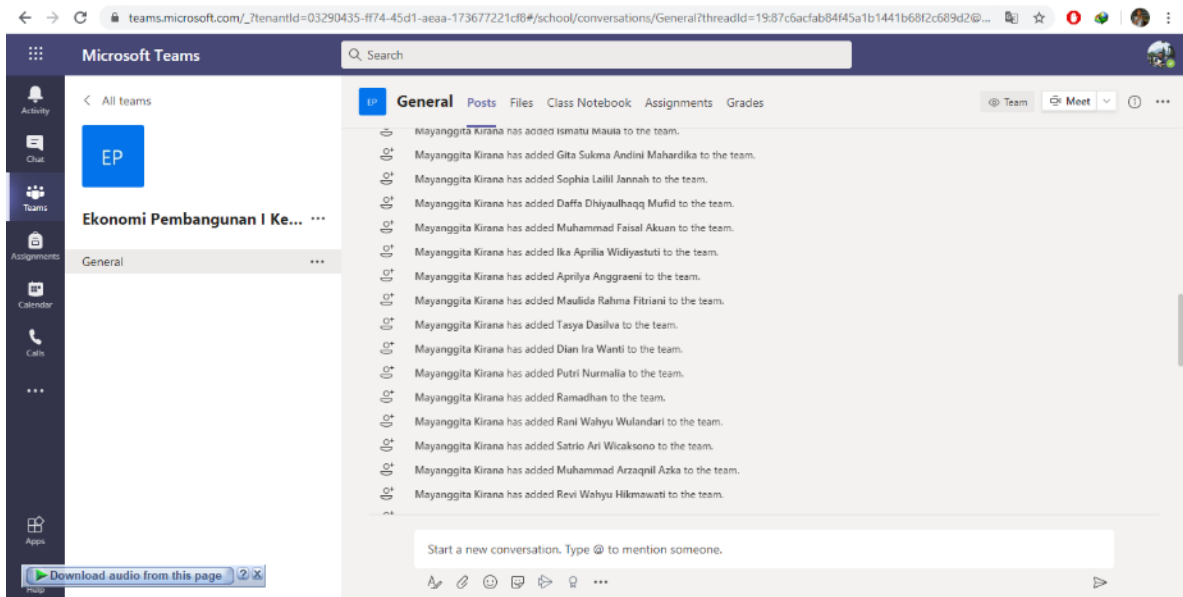 teams.microsoft.com/_?tenantId=03290435-ff74-45d1-aeaa-173677221cf8#/school/conversations/General?threadId=19:87c6acfab84f45a1b1441b68f2c689d2@...
Microsoft Teams
Search
Activity
Chat
Teams
Assignments
Calendar
Calls
Apps
Help
All teams
EP
Ekonomi Pembangunan I Ke... ...
General ...
EP General Posts Files Class Notebook Assignments Grades Team Meet
Mayanggita Kirana has added Ismatu Maula to the team.
Mayanggita Kirana has added Gita Sukma Andini Mahardika to the team.
Mayanggita Kirana has added Sophia Lailil Jannah to the team.
Mayanggita Kirana has added Daffa Dhiyaulhaqq Mufid to the team.
Mayanggita Kirana has added Muhammad Faisal Akuan to the team.
Mayanggita Kirana has added Ika Aprilia Widiyastuti to the team.
Mayanggita Kirana has added Aprilya Anggraeni to the team.
Mayanggita Kirana has added Maulida Rahma Fitriani to the team.
Mayanggita Kirana has added Tasya Dasilva to the team.
Mayanggita Kirana has added Dian Ira Wanti to the team.
Mayanggita Kirana has added Putri Nurmalia to the team.
Mayanggita Kirana has added Ramadhan to the team.
Mayanggita Kirana has added Rani Wahyu Wulandari to the team.
Mayanggita Kirana has added Satrio Ari Wicaksono to the team.
Mayanggita Kirana has added Muhammad Arzaqnil Azka to the team.
Mayanggita Kirana has added Revi Wahyu Hikmawati to the team.
Start a new conversation. Type @ to mention someone.
Download audio from this page ? X